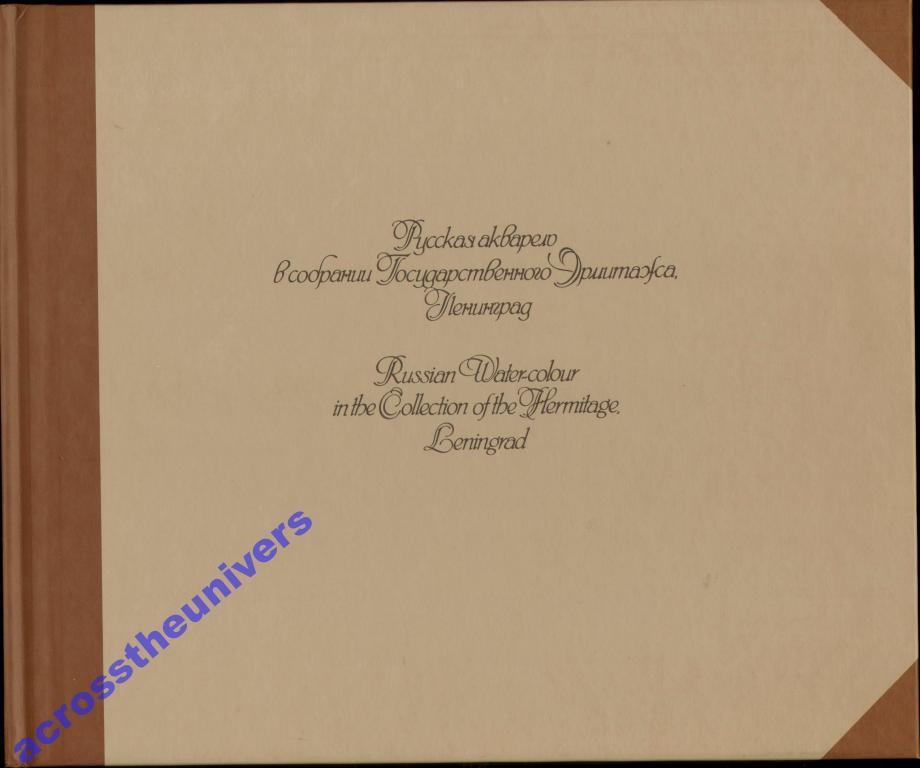 Русская акварель
в собрании Государственного Эрмитажа,
Ленинград
Russian Water-colour
in the Collection of the Hermitage,
Leningrad
acrosstheunivers